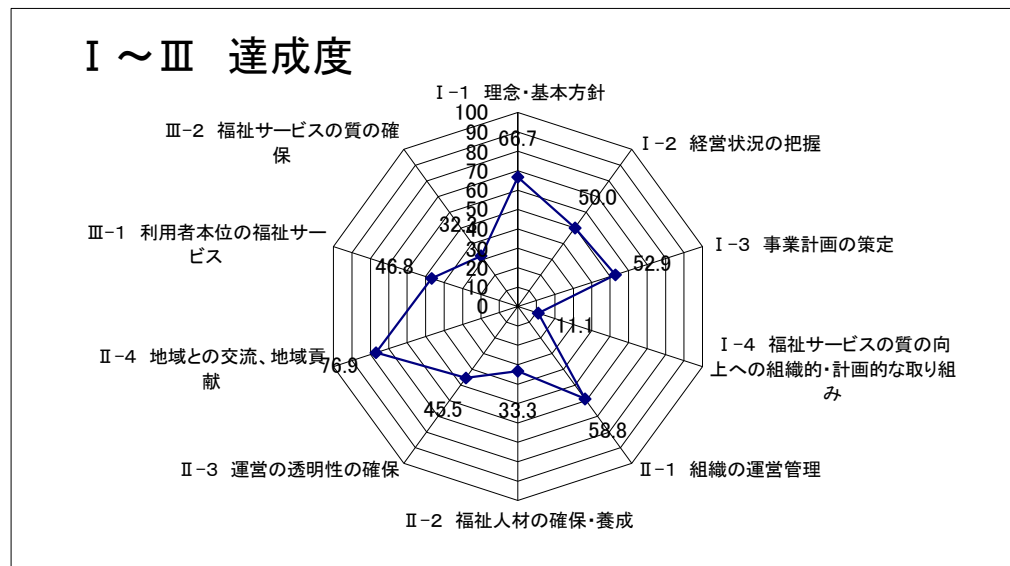 Ⅰ～Ⅲ 達成度
Ⅰ-1 理念・基本方針
Ⅰ-2 経営状況の把握
Ⅰ-3 事業計画の策定
Ⅰ-4 福祉サービスの質の向
上への組織的・計画的な取り組
み
Ⅱ-1 組織の運営管理
Ⅱ-2 福祉人材の確保・養成
Ⅱ-3 運営の透明性の確保
Ⅱ-4 地域との交流、地域貢
献
Ⅲ-1 利用者本位の福祉サー
ビス
Ⅲ-2 福祉サービスの質の確
保
100
90
80
70
60
50
40
30
20
10
0
66.7
50.0
52.9
11.1
58.8
33.3
45.5
76.9
46.8